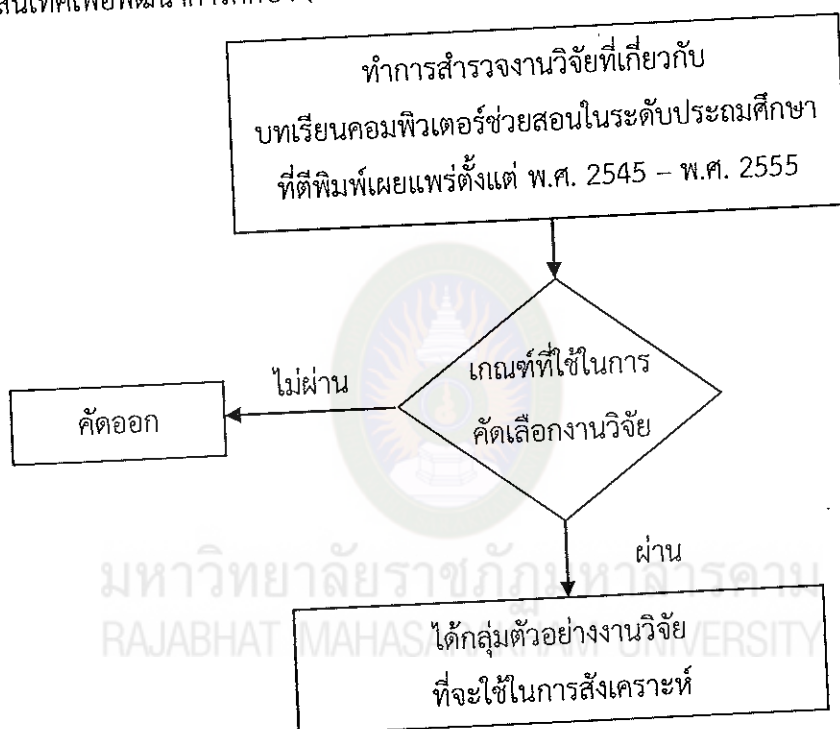 ทำการสำรวจงานวิจัยที่เกี่ยวกับ
บทเรียนคอมพิวเตอร์ช่วยสอนในระดับประถมศึกษา
ที่ตีพิมพ์เผยแพร่ตั้งแต่ พ.ศ. 2545 – พ.ศ. 2555
เกณฑ์ที่ใช้ในการ
คัดเลือกงานวิจัย
ไม่ผ่าน
คัดออก
ผ่าน
มหาวิทยาลัยราชภัฏมหาสารคาม
RAJABHAT MAHASARAKHAM UNIVERSITY
ได้กลุ่มตัวอย่างงานวิจัย
ที่จะใช้ในการสังเคราะห์